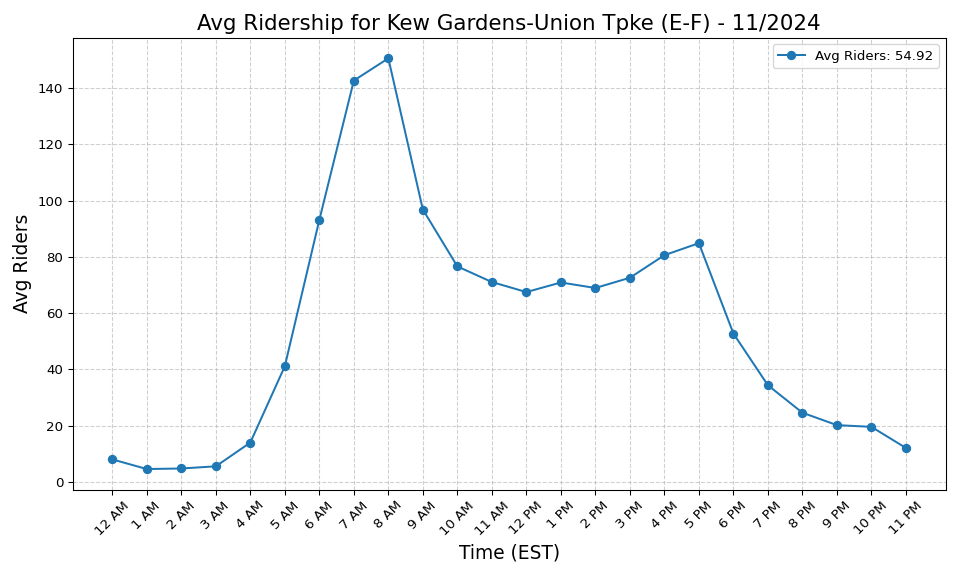 Avg Ridership for Kew Gardens-Union Tpke (E-F) - 11/2024
Avg Riders: 54.92
Avg Riders
140
120
100
80
60
40
20
0
12 AM
1 AM
2 AM
3 AM
4 AM
5 AM
6 AM
7 AM
8 AM
9 AM
10 AM
11 AM
12 PM
1 PM
2 PM
3 PM
4 PM
5 PM
6 PM
7 PM
8 PM
9 PM
10 PM
11 PM
Time (EST)